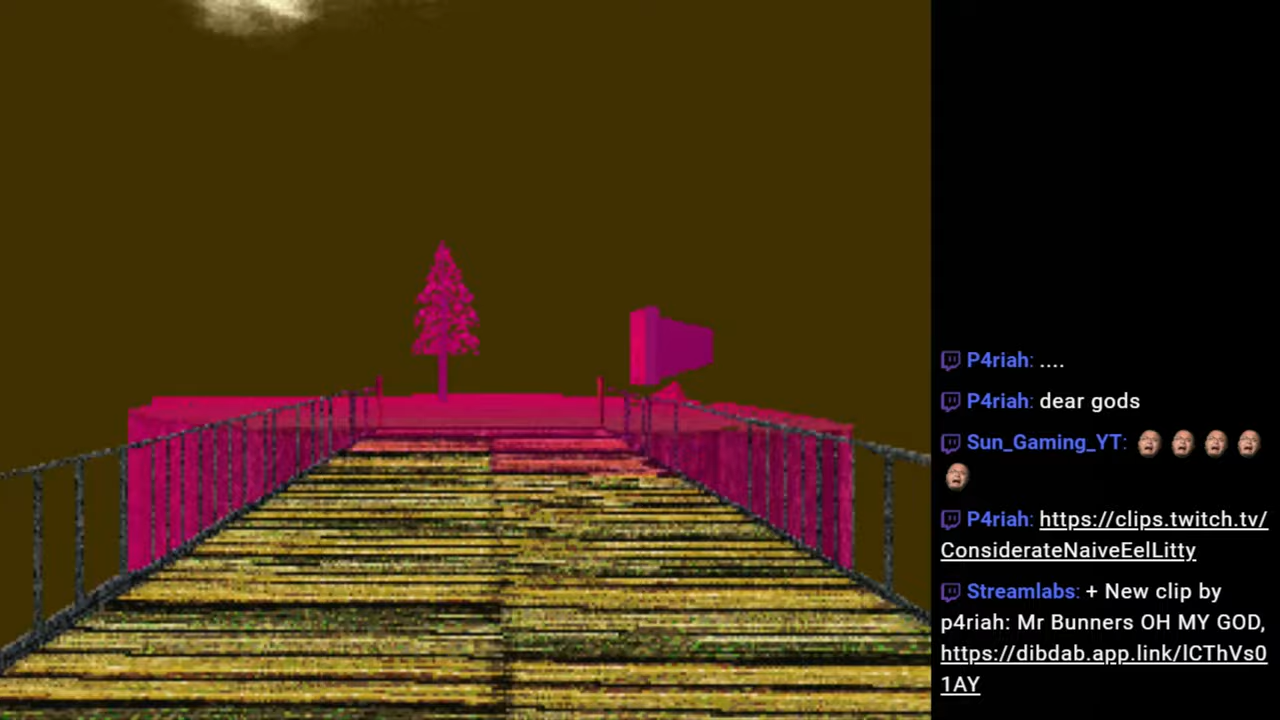 P4riah: ....
P4riah: dear gods
Sun_Gaming_YT:
P4riah: https://clips.twitch.tv/
ConsiderateNaiveEelLitty
Streamlabs: + New clip by
p4riah: Mr Bunners OH MY GOD,
https://dibdab.app.link/lCThVs0
1AY